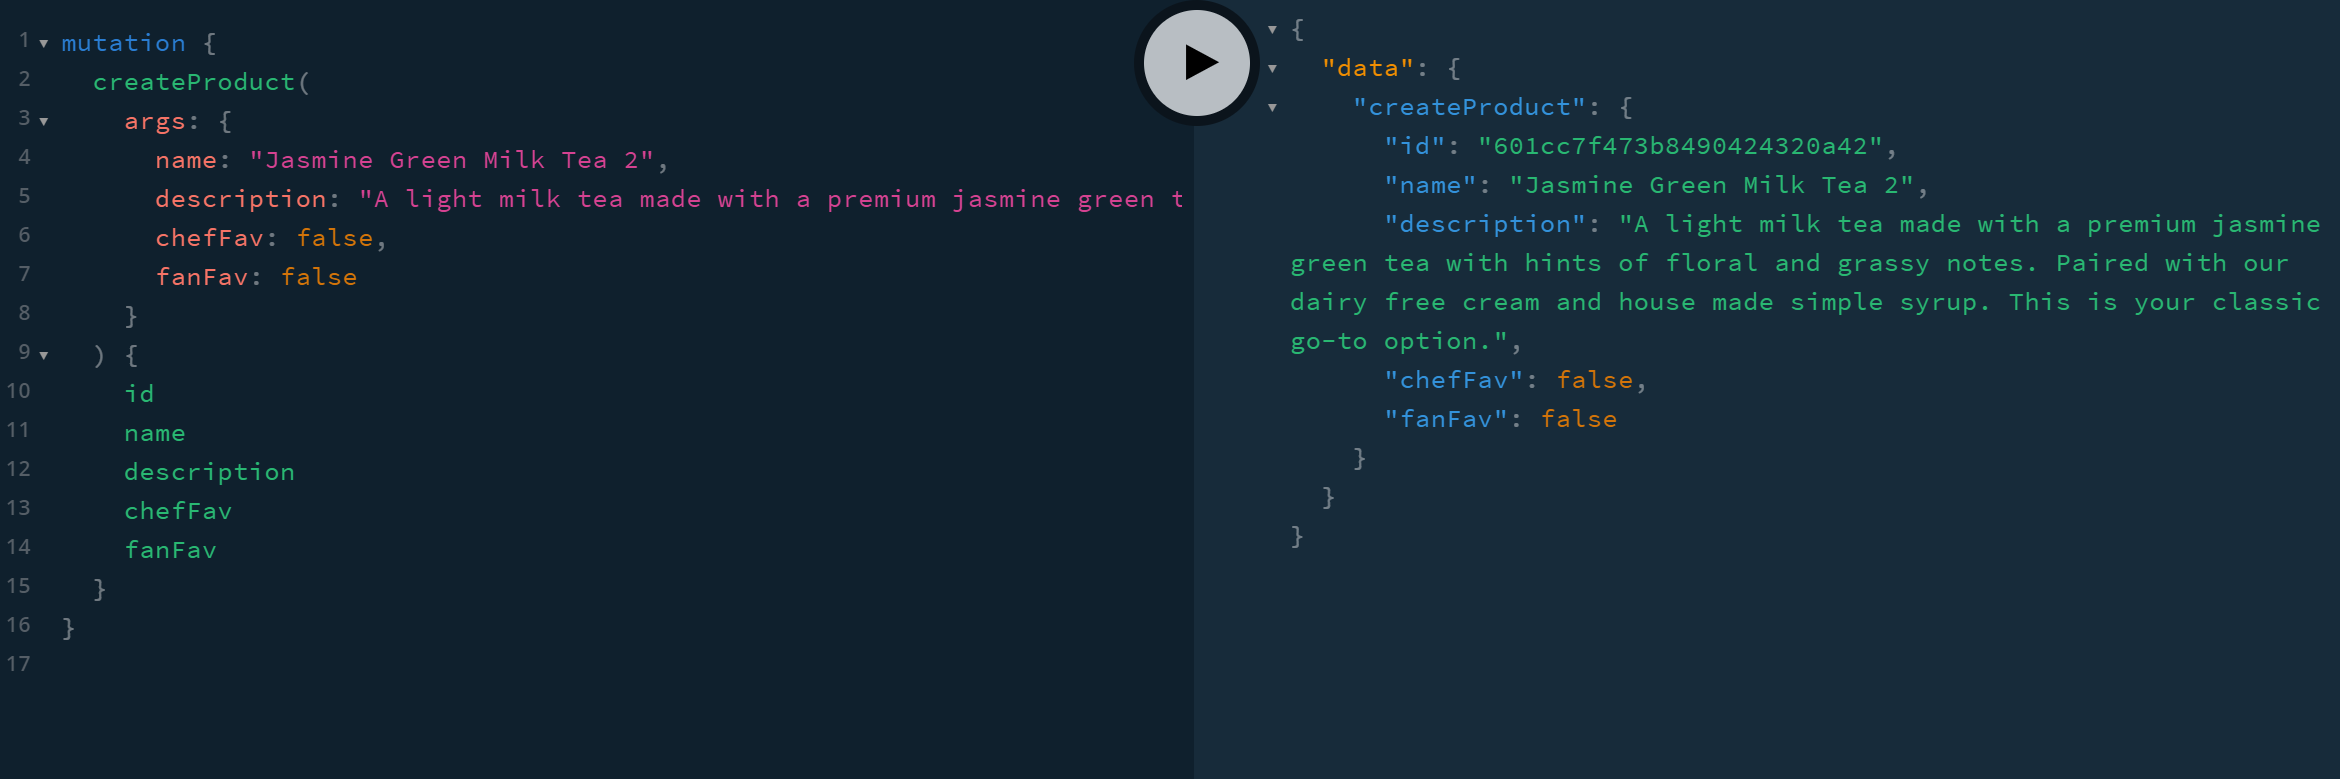 1 mutation {
2 createProduct(
3 args: {
4 name: "Jasmine Green Milk Tea 2",
5 description: "A light milk tea made with a premium jasmine green t
6 chefFav: false,
7 fanFav: false
8 }
9 ) {
10 id
11 name
12 description
13 chefFav
14 fanFav
15 }
16 }
17
{
"data": {
"createProduct": {
"id": "601cc7f473b8490424320a42",
"name": "Jasmine Green Milk Tea 2",
"description": "A light milk tea made with a premium jasmine
green tea with hints of floral and grassy notes. Paired with our
dairy free cream and house made simple syrup. This is your classic
go-to option.",
"chefFav": false,
"fanFav": false
}
}
}